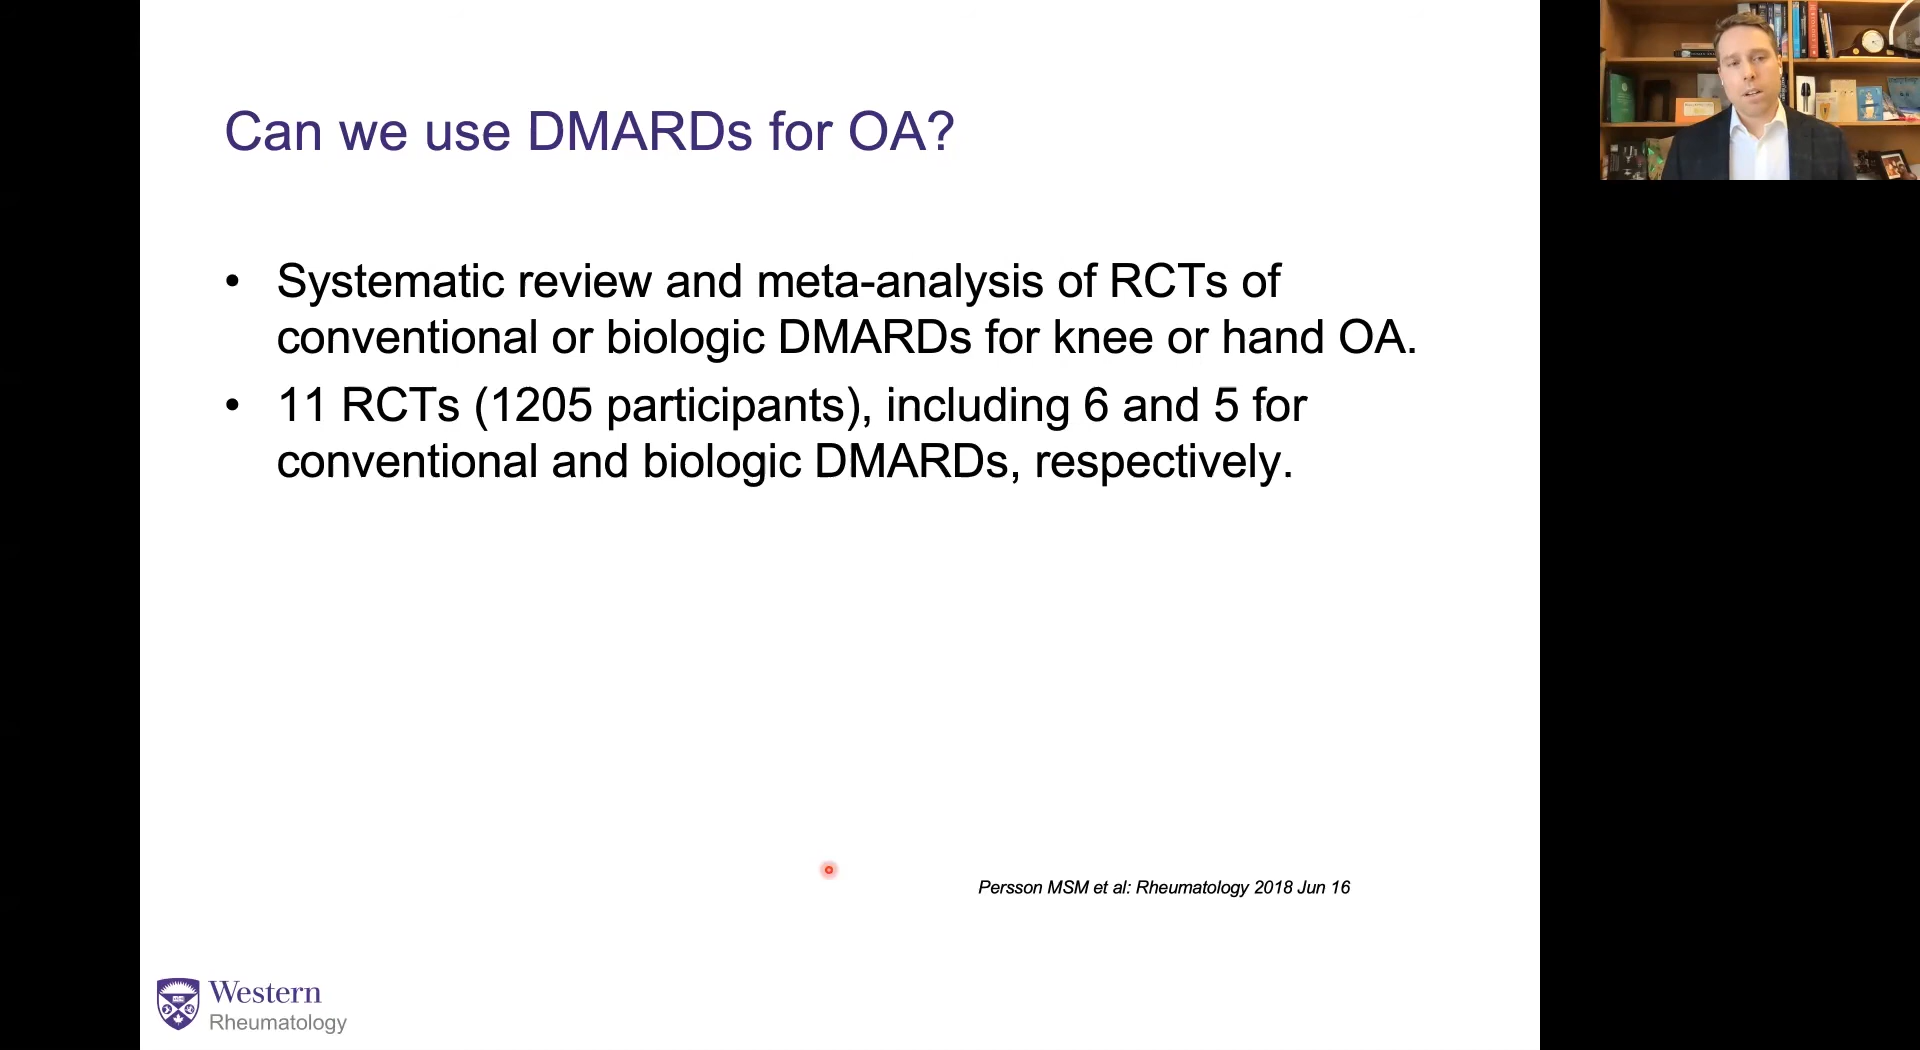 Can we use DMARDs for OA?
• Systematic review and meta-analysis of RCTs of
conventional or biologic DMARDs for knee or hand OA.
• 11 RCTs (1205 participants), including 6 and 5 for
conventional and biologic DMARDs, respectively.
Persson MSM et al: Rheumatology 2018 Jun 16
Western
Rheumatology